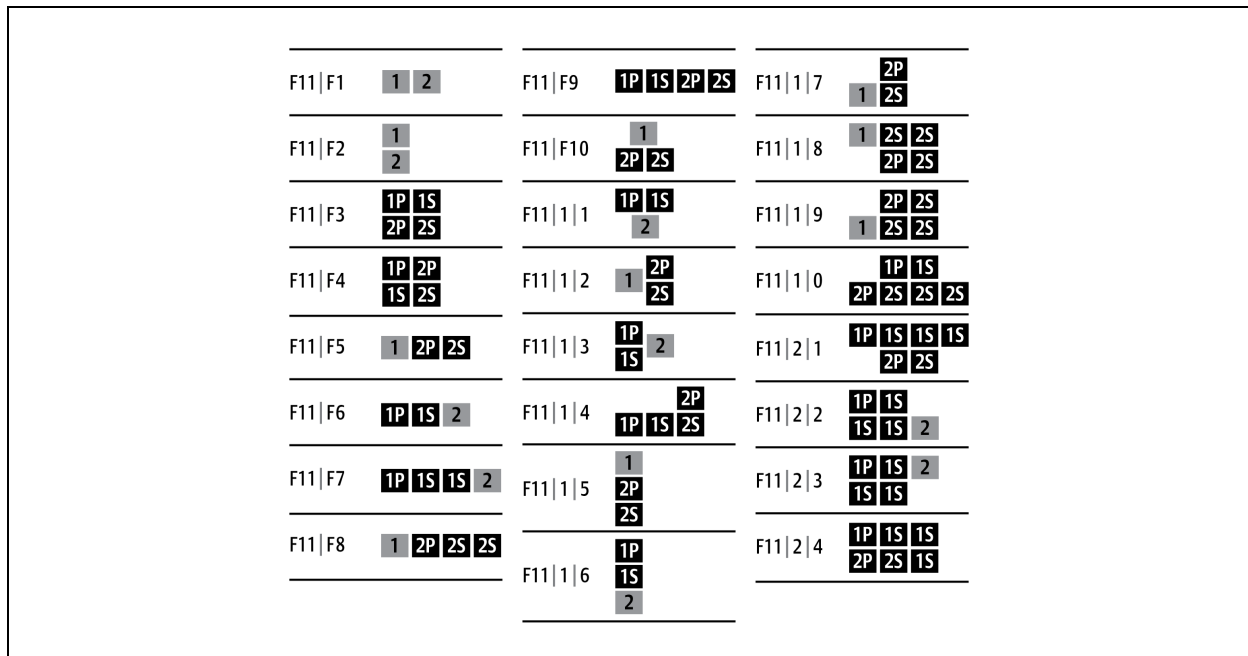 F11|F1 1 2
F11|F2 1
2
F11|F3 1P 1S
2P 2S
F11|F4 1P 2P
1S 2S
F11|F5 1 2P 2S
F11|F6 1P 1S 2
F11|F7 1P 1S 1S 2
F11|F8 1 2P 2S 2S
F11|F9 1P 1S 2P 2S
F11|F10 1
2P 2S
F11|1|1 1P 1S
2
F11|1|2 1 2P
2S
F11|1|3 1P
1S 2
F11|1|4 2P
1P 1S 2S
F11|1|5 1
2P
2S
F11|1|6 1P
1S
2
F11|1|7 2P
1 2S
F11|1|8 1 2S 2S
2P 2S
F11|1|9 2P 2S
1 2S 2S
F11|1|0 1P 1S
2P 2S 2S 2S
F11|2|1 1P 1S 1S 1S
2P 2S
F11|2|2 1P 1S
1S 1S 2
F11|2|3 1P 1S 2
1S 1S
F11|2|4 1P 1S 1S
2P 2S 1S